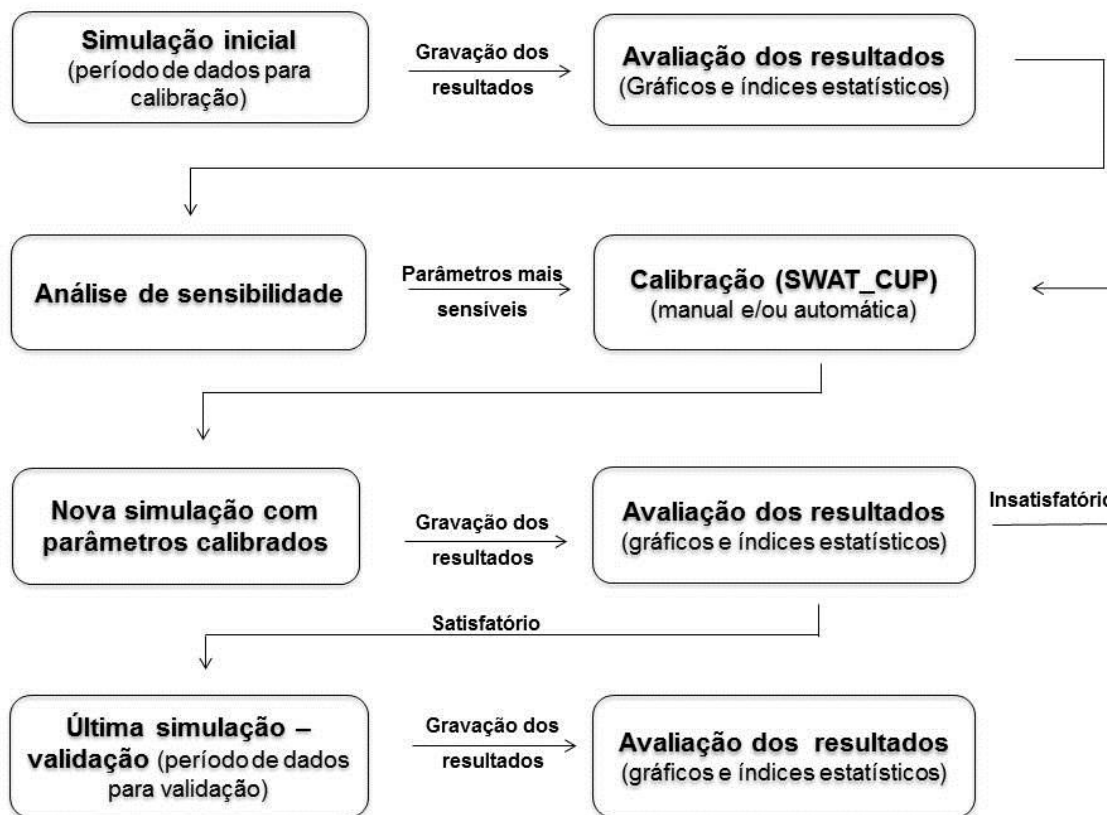 Simulação inicial
(período de dados para
calibração)
Gravação dos
resultados
Avaliação dos resultados
(Gráficos e índices estatísticos)
Análise de sensibilidade
Parâmetros mais
sensíveis
Calibração (SWAT_CUP)
(manual e/ou automática)
Nova simulação com
parâmetros calibrados
Gravação dos
resultados
Avaliação dos resultados
(gráficos e índices estatísticos)
Insatisfatório
Satisfatório
Última simulação –
validação (período de dados
para validação)
Gravação dos
resultados
Avaliação dos resultados
(gráficos e índices estatísticos)